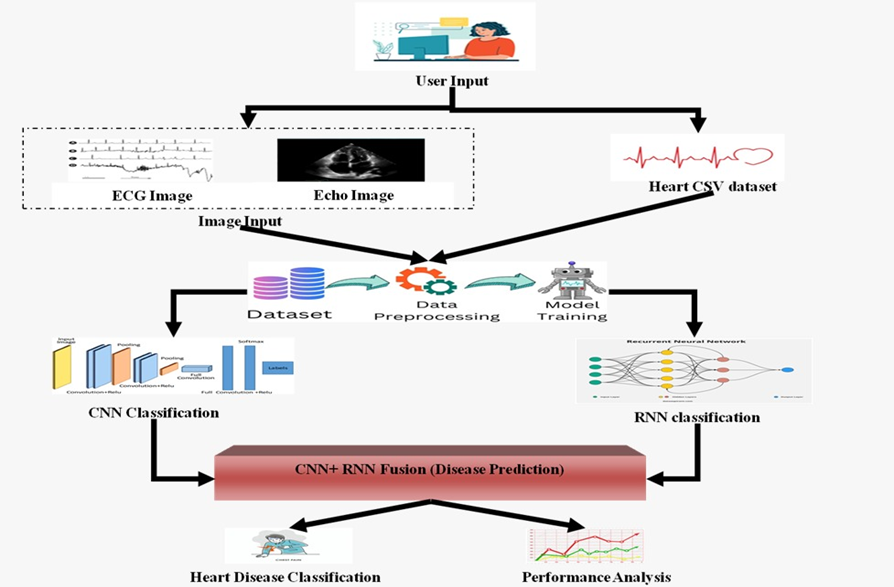 User Input
ECG Image
Echo Image
Heart CSV dataset
Image Input
Dataset
Data
Preprocessing
Model
Training
Input
Image
Pooling
Pooling
Softmax
Labels
Full
Convolution
Convolution+Relu
Convolution+Relu
Full Convolution+Relu
CNN Classification
Recurrent Neural Network
RNN classification
CNN+ RNN Fusion (Disease Prediction)
Heart Disease Classification
Performance Analysis